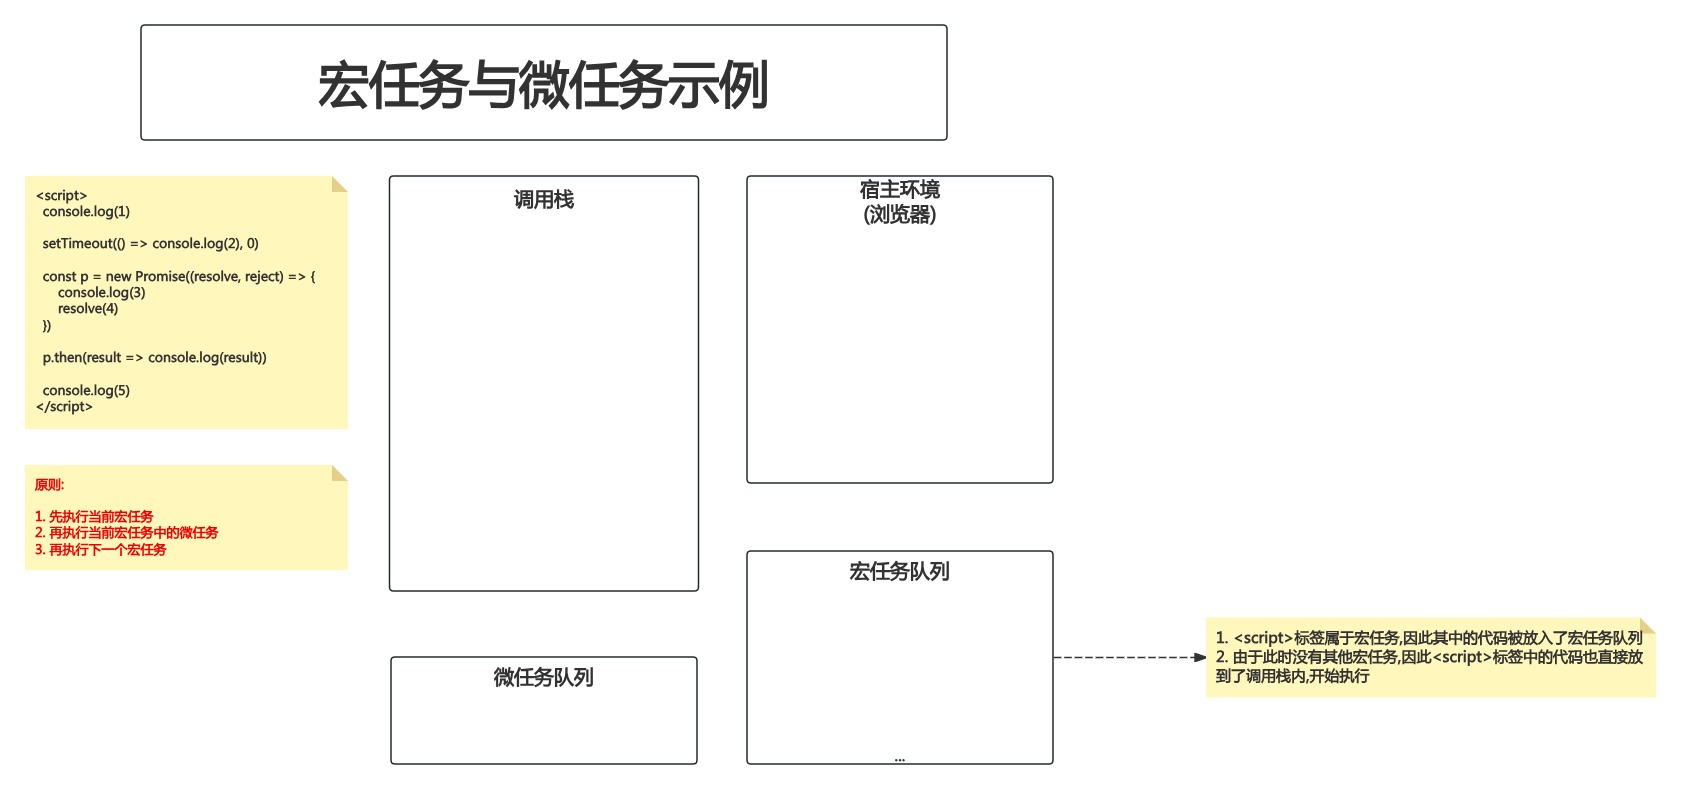 宏任务与微任务示例
<script>
console.log(1)
setTimeout(() => console.log(2), 0)
const p = new Promise((resolve, reject) => {
console.log(3)
resolve(4)
})
p.then(result => console.log(result))
console.log(5)
</script>
原则:
1. 先执行当前宏任务
2. 再执行当前宏任务中的微任务
3. 再执行下一个宏任务
调用栈
宿主环境
(浏览器)
微任务队列
宏任务队列
...
1. <script>标签属于宏任务,因此其中的代码被放入了宏任务队列
2. 由于此时没有其他宏任务,因此<script>标签中的代码也直接放
到了调用栈内,开始执行